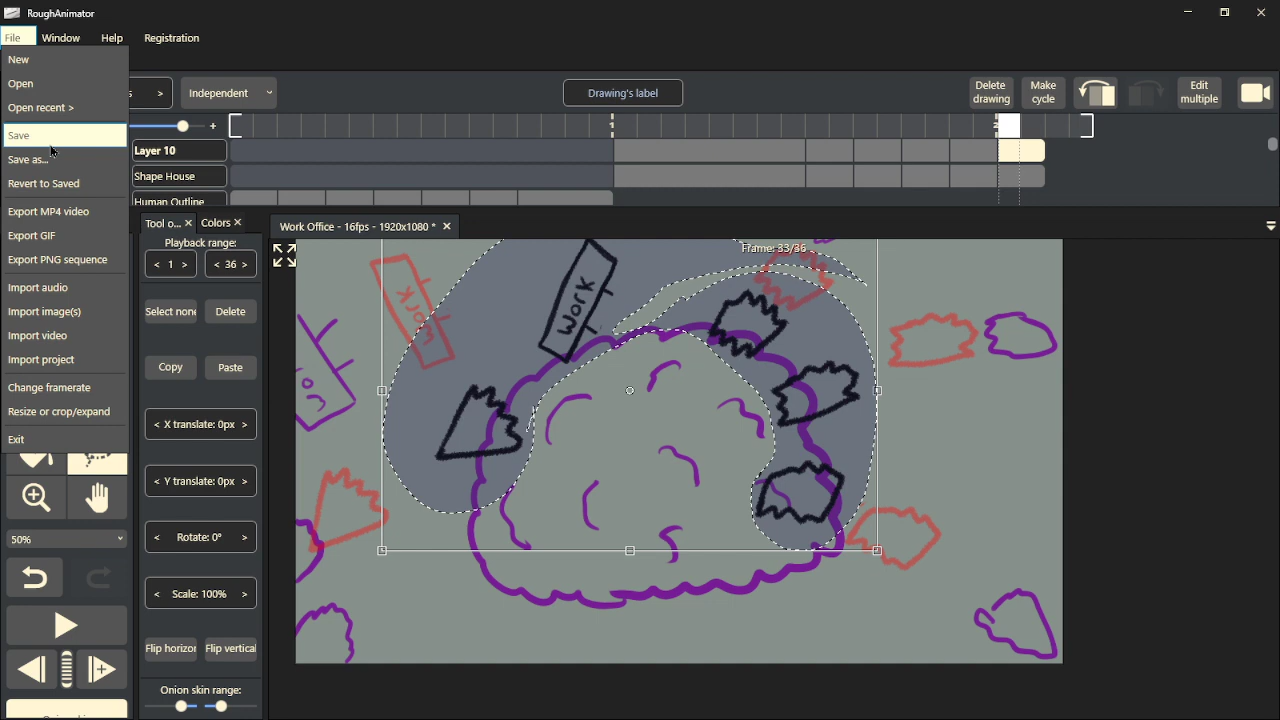 RoughAnimator
File Window Help Registration
New
Open
Open recent >
Save
Save as...
Revert to Saved
Export MP4 video
Export GIF
Export PNG sequence
Import audio
Import image(s)
Import video
Import project
Change framerate
Resize or crop/expand
Exit
s >
Independent
Drawing's label
Delete drawing
Make cycle
Edit multiple
+
1
Layer 10
Shape House
Human Outline
Tool o... ✕ Colors ✕
Work Office - 16fps - 1920x1080 * ✕
Playback range:
< 1 > < 36 >
Select none Delete
Copy Paste
< X translate: 0px >
< Y translate: 0px >
< Rotate: 0° >
< Scale: 100% >
Flip horizon Flip vertical
Onion skin range:
50%
Frame: 33/36
Work
Work